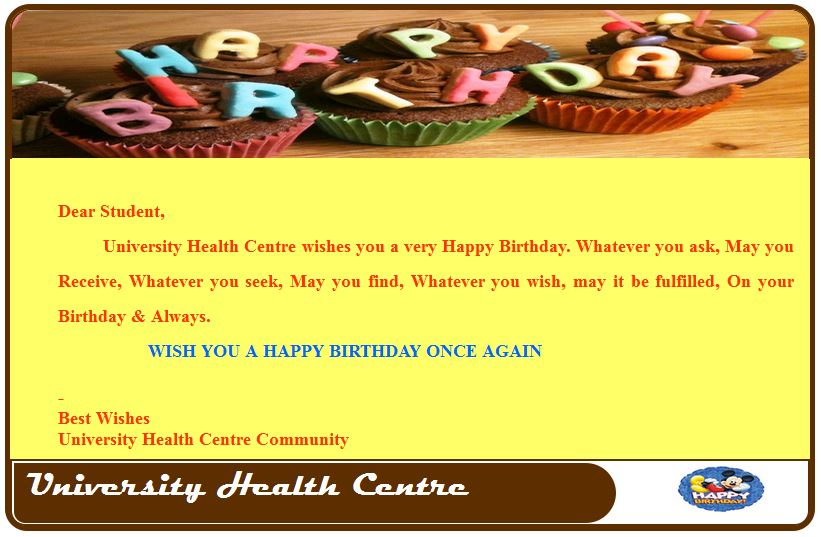 HAPPY
BIRTHDAY
Dear Student,
University Health Centre wishes you a very Happy Birthday. Whatever you ask, May you
Receive, Whatever you seek, May you find, Whatever you wish, may it be fulfilled, On your
Birthday & Always.
WISH YOU A HAPPY BIRTHDAY ONCE AGAIN
-
Best Wishes
University Health Centre Community
University Health Centre
HAPPY
BIRTHDAY!